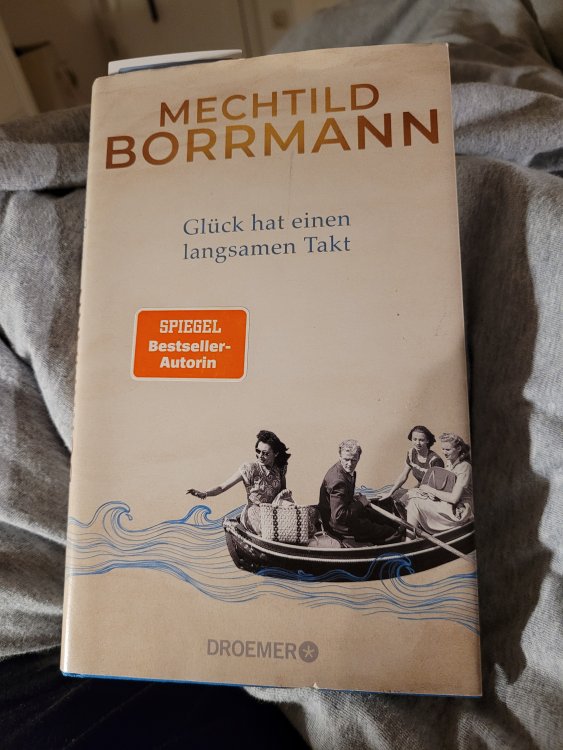 MECHTILD
BORRMANN
Glück hat einen
langsamen Takt
SPIEGEL
Bestseller-
Autorin
DROEMER